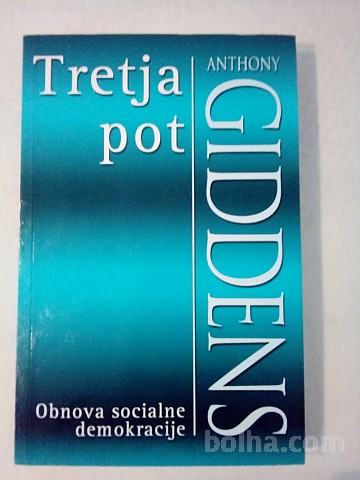 Tretja
pot
ANTHONY
GIDDENS
Obnova socialne
demokracije
bolha.com